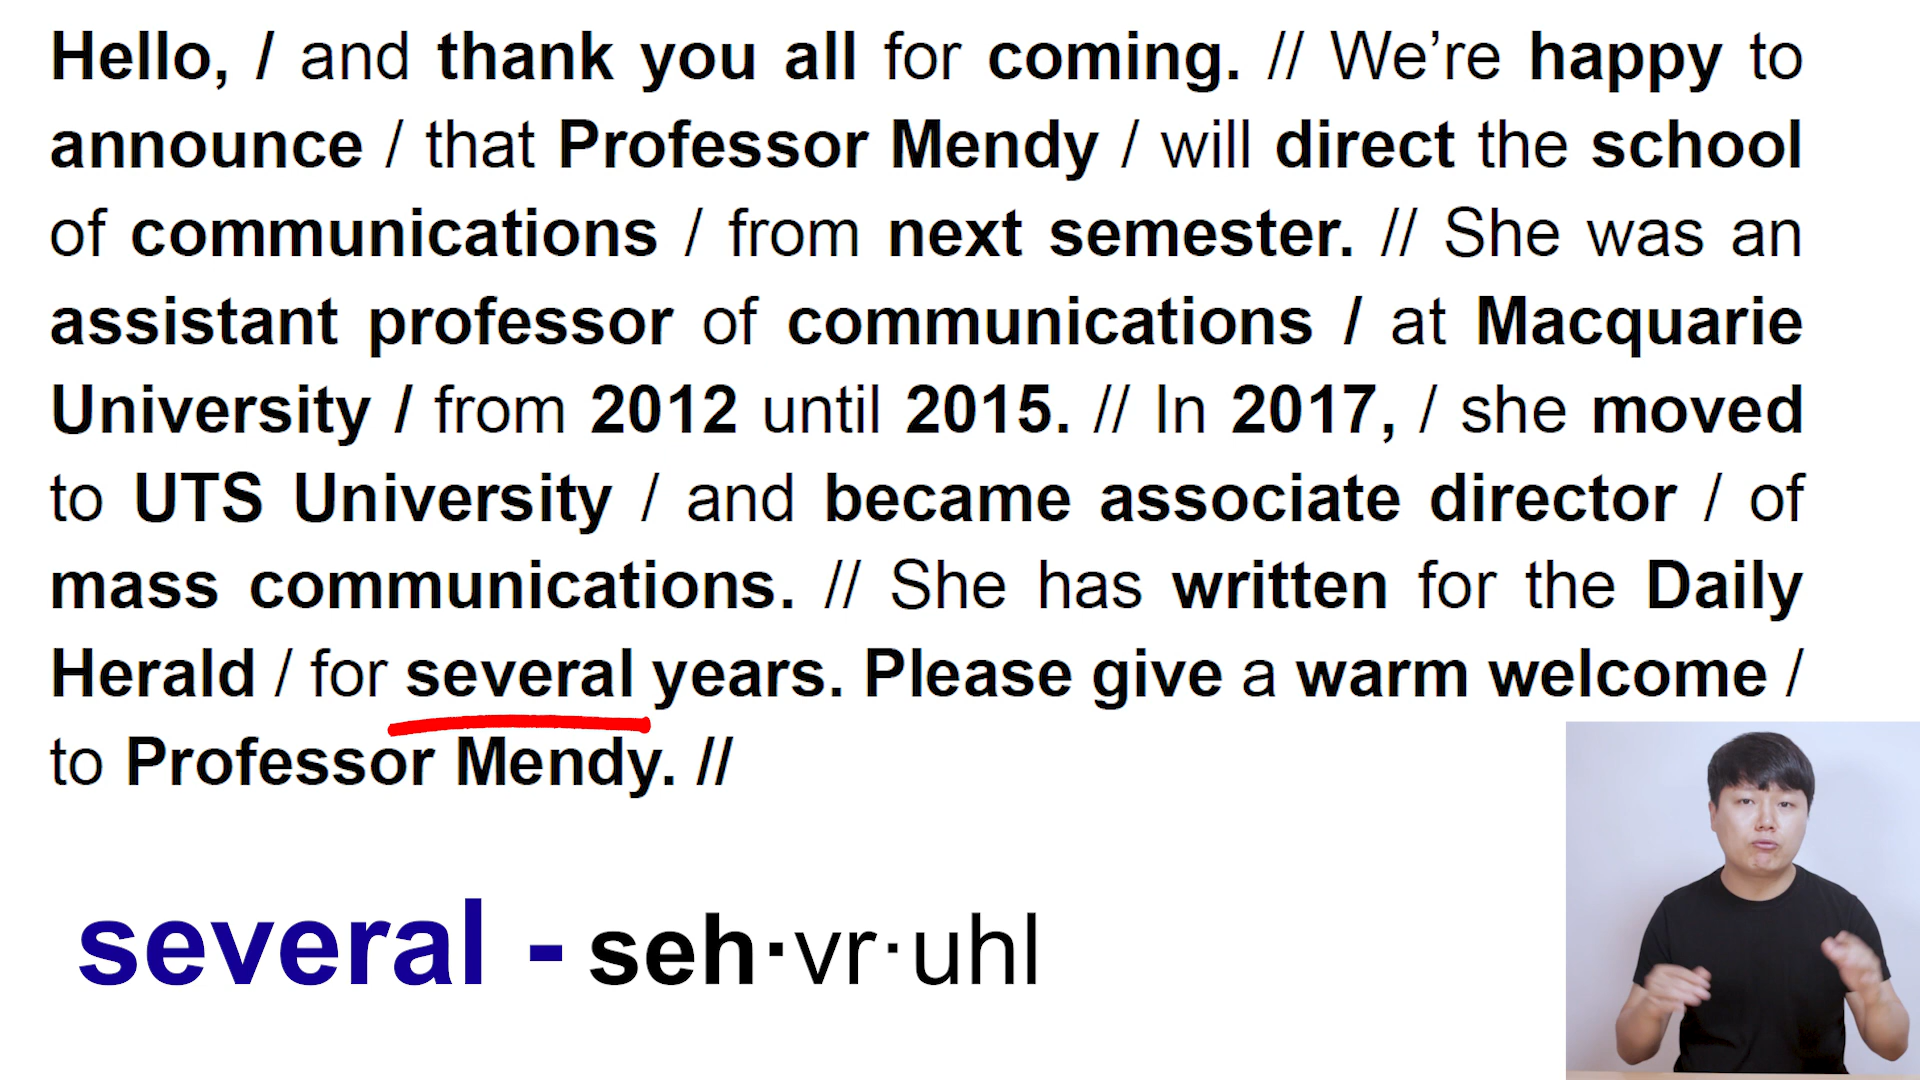 Hello, / and thank you all for coming. // We’re happy to
announce / that Professor Mendy / will direct the school
of communications / from next semester. // She was an
assistant professor of communications / at Macquarie
University / from 2012 until 2015. // In 2017, / she moved
to UTS University / and became associate director / of
mass communications. // She has written for the Daily
Herald / for several years. Please give a warm welcome /
to Professor Mendy. //
several - seh·vr·uhl